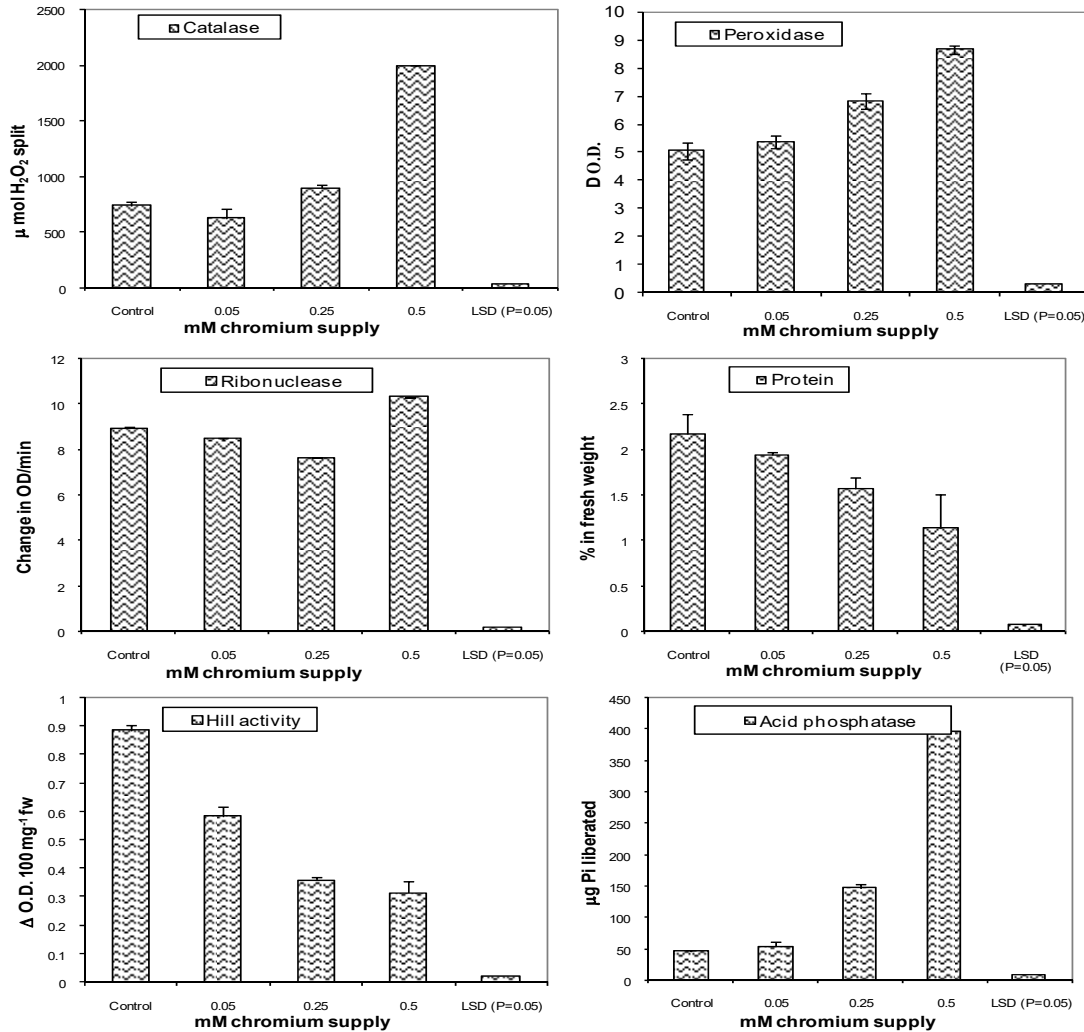 Catalase
μ mol H₂O₂ split
2500
2000
1500
1000
500
0
Control 0.05 0.25 0.5 LSD (P=0.05)
mM chromium supply
Peroxidase
D O.D.
10
9
8
7
6
5
4
3
2
1
0
Control 0.05 0.25 0.5 LSD (P=0.05)
mM chromium supply
Ribonuclease
Change in OD/min
12
10
8
6
4
2
0
Control 0.05 0.25 0.5 LSD (P=0.05)
mM chromium supply
Protein
% in fresh weight
3
2.5
2
1.5
1
0.5
0
Control 0.05 0.25 0.5 LSD
(P=0.05)
mM chromium supply
Hill activity
Δ O.D. 100 mg⁻¹ fw
1
0.9
0.8
0.7
0.6
0.5
0.4
0.3
0.2
0.1
0
Control 0.05 0.25 0.5 LSD (P=0.05)
mM chromium supply
Acid phosphatase
μg Pi liberated
450
400
350
300
250
200
150
100
50
0
Control 0.05 0.25 0.5 LSD (P=0.05)
mM chromium supply